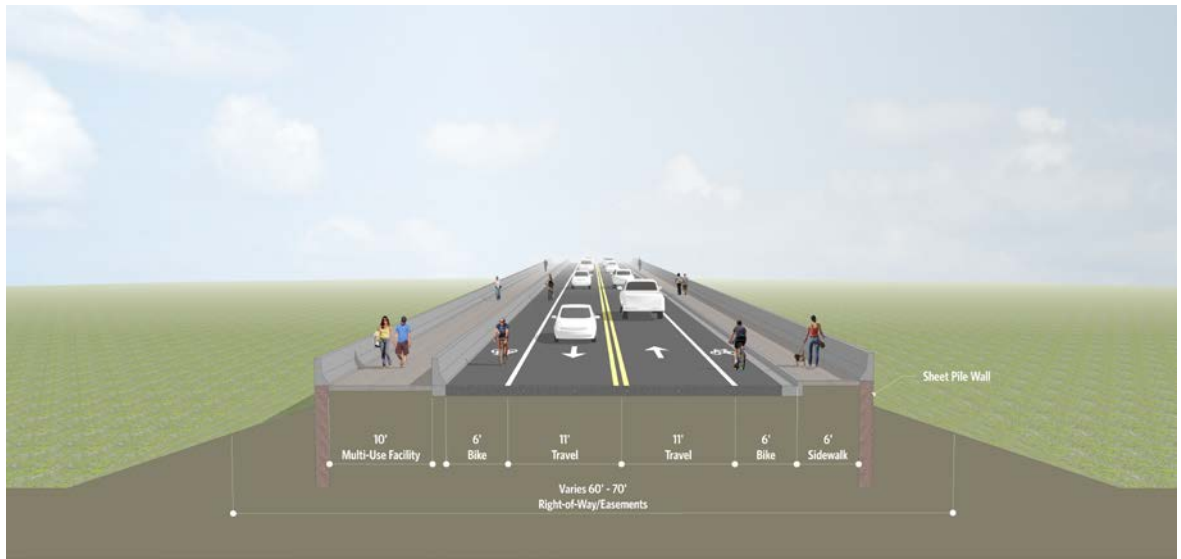 Sheet Pile Wall
10'
Multi-Use Facility
6'
Bike
11'
Travel
11'
Travel
6'
Bike
6'
Sidewalk
Varies 60' - 70'
Right-of-Way/Easements